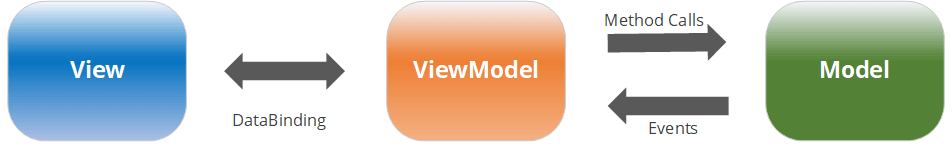 View
DataBinding
ViewModel
Method Calls
Events
Model